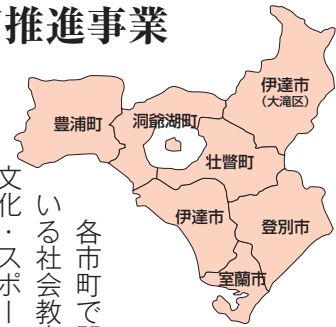 推進事業
伊達市
（大滝区）
豊浦町
洞爺湖町
壮瞥町
伊達市
登別市
室蘭市
各市町で
いる社会教
文化・スポー